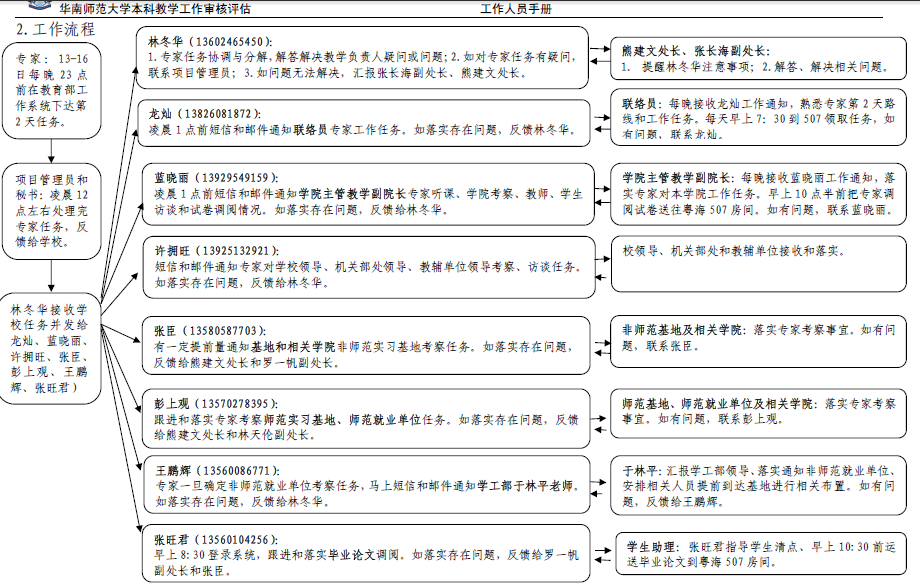 华南师范大学本科教学工作审核评估 工作人员手册
2.工作流程
专家：13-16
日每晚 23 点
前在教育部工
作系统下达第
2 天任务。
项目管理员和
秘书：凌晨 12
点左右处理完
专家任务，反
馈给学校。
林冬华接收学
校任务并发给
龙灿、蓝晓丽、
许拥旺、张臣、
彭上观、王鹏
辉、张旺君）
林冬华（13602465450）：
1.专家任务协调与分解，解答解决教学负责人疑问或问题；2.如对专家任务有疑问，
联系项目管理员；3.如问题无法解决，汇报张长海副处长、熊建文处长。
熊建文处长、张长海副处长：
1. 提醒林冬华注意事项；2.解答、解决相关问题。
龙灿（13826081872）：
凌晨 1 点前短信和邮件通知联络员专家工作任务。如落实存在问题，反馈林冬华。
联络员：每晚接收龙灿工作通知，熟悉专家第 2 天路
线和工作任务。每天早上 7：30 到 507 领取任务，如
有问题，联系龙灿。
蓝晓丽（13929549159）：
凌晨 1 点前短信和邮件通知学院主管教学副院长专家听课、学院考察、教师、学生
访谈和试卷调阅情况。如落实存在问题，反馈给林冬华。
学院主管教学副院长：每晚接收蓝晓丽工作通知，落
实专家对本学院工作任务。早上 10 点半前把专家调
阅试卷送往粤海 507 房间。如有问题，联系蓝晓丽。
许拥旺（13925132921）：
短信和邮件通知专家对学校领导、机关部处领导、教辅单位领导考察、访谈任务。
如落实存在问题，反馈给林冬华。
校领导、机关部处和教辅单位接收和落实。
张臣（13580587703）：
有一定提前量通知基地和相关学院非师范实习基地考察任务。如落实存在问题，
反馈给熊建文处长和罗一帆副处长。
非师范基地及相关学院：落实专家考察事宜。如有问
题，联系张臣。
彭上观（13570278395）：
跟进和落实专家考察师范实习基地、师范就业单位任务。如落实存在问题，反馈
给熊建文处长和林天伦副处长。
师范基地、师范就业单位及相关学院：落实专家考察
事宜。如有问题，联系彭上观。
王鹏辉（13560086771）：
专家一旦确定非师范就业单位考察任务，马上短信和邮件通知学工部于林平老师。
如落实存在问题，反馈给林冬华。
于林平：汇报学工部领导、落实通知非师范就业单位、
安排相关人员提前到达基地进行相关布置。如有问
题，反馈给王鹏辉。
张旺君（13560104256）：
早上 8：30 登录系统，跟进和落实毕业论文调阅。如落实存在问题，反馈给罗一帆
副处长和张臣。
学生助理：张旺君指导学生清点、早上 10：30 前运
送毕业论文到粤海 507 房间。